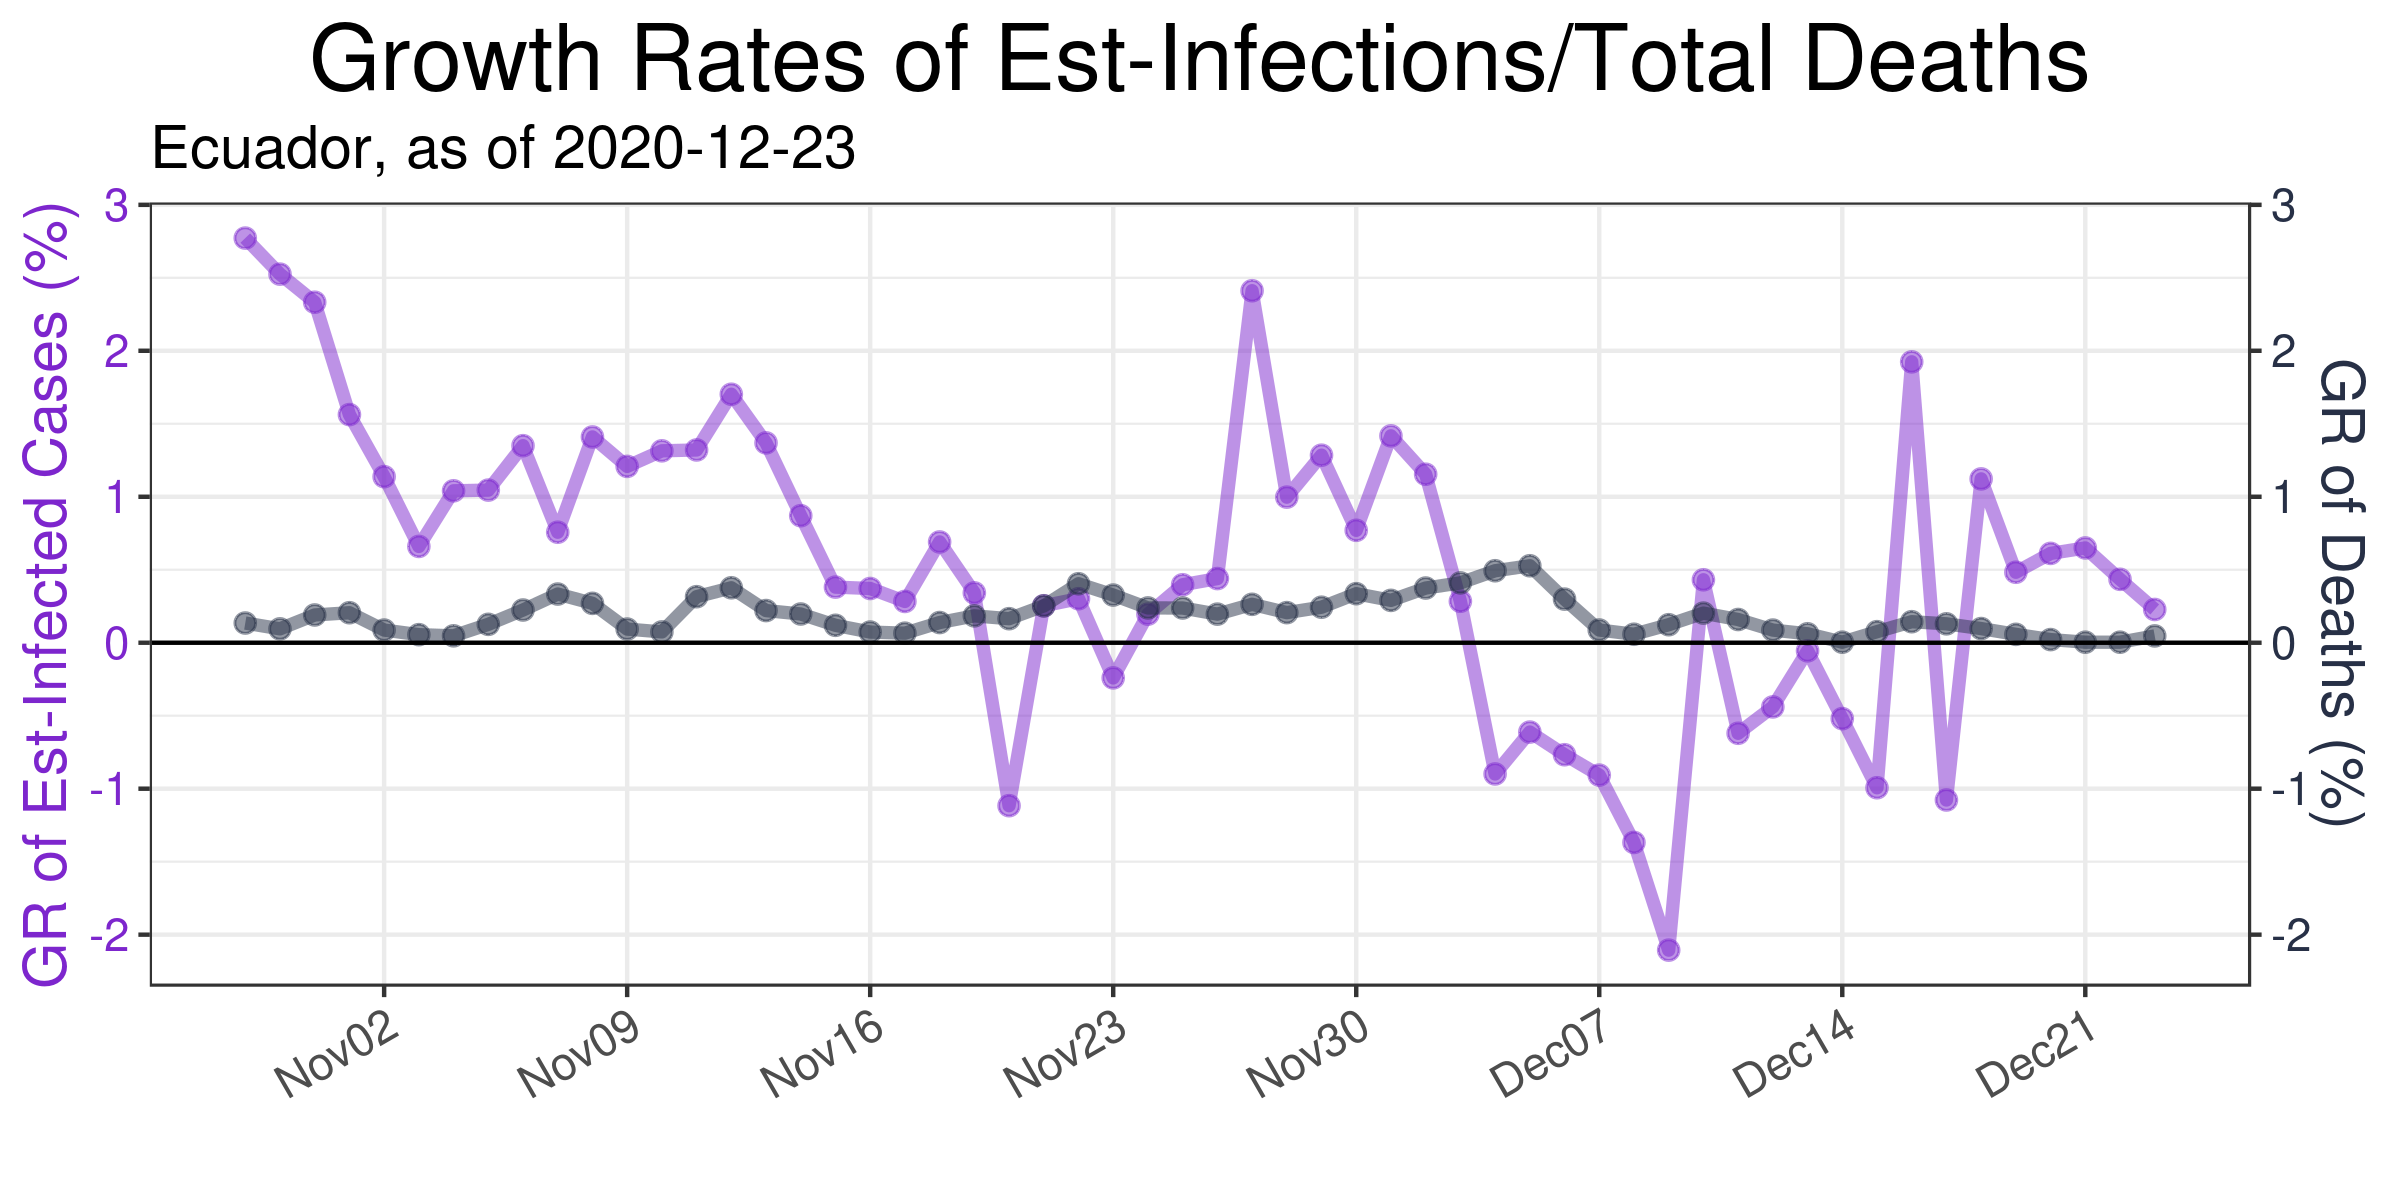 Growth Rates of Est-Infections/Total Deaths
Ecuador, as of 2020-12-23
GR of Est-Infected Cases (%)
3
2
1
0
-1
-2
3
2
1
0
-1
-2
GR of Deaths (%)
Nov02
Nov09
Nov16
Nov23
Nov30
Dec07
Dec14
Dec21